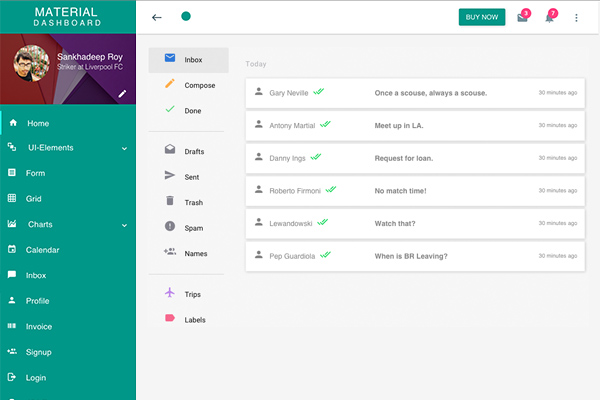 MATERIAL
DASHBOARD
Sankhadeep Roy
Striker at Liverpool FC
Home
UI-Elements
Form
Grid
Charts
Calendar
Inbox
Profile
Invoice
Signup
Login
BUY NOW
3
7
Inbox
Compose
Done
Drafts
Sent
Trash
Spam
Names
Trips
Labels
Today
Gary Neville Once a scouse, always a scouse. 30 minutes ago
Antony Martial Meet up in LA. 30 minutes ago
Danny Ings Request for loan. 30 minutes ago
Roberto Firmoni No match time! 30 minutes ago
Lewandowski Watch that? 30 minutes ago
Pep Guardiola When is BR Leaving? 30 minutes ago